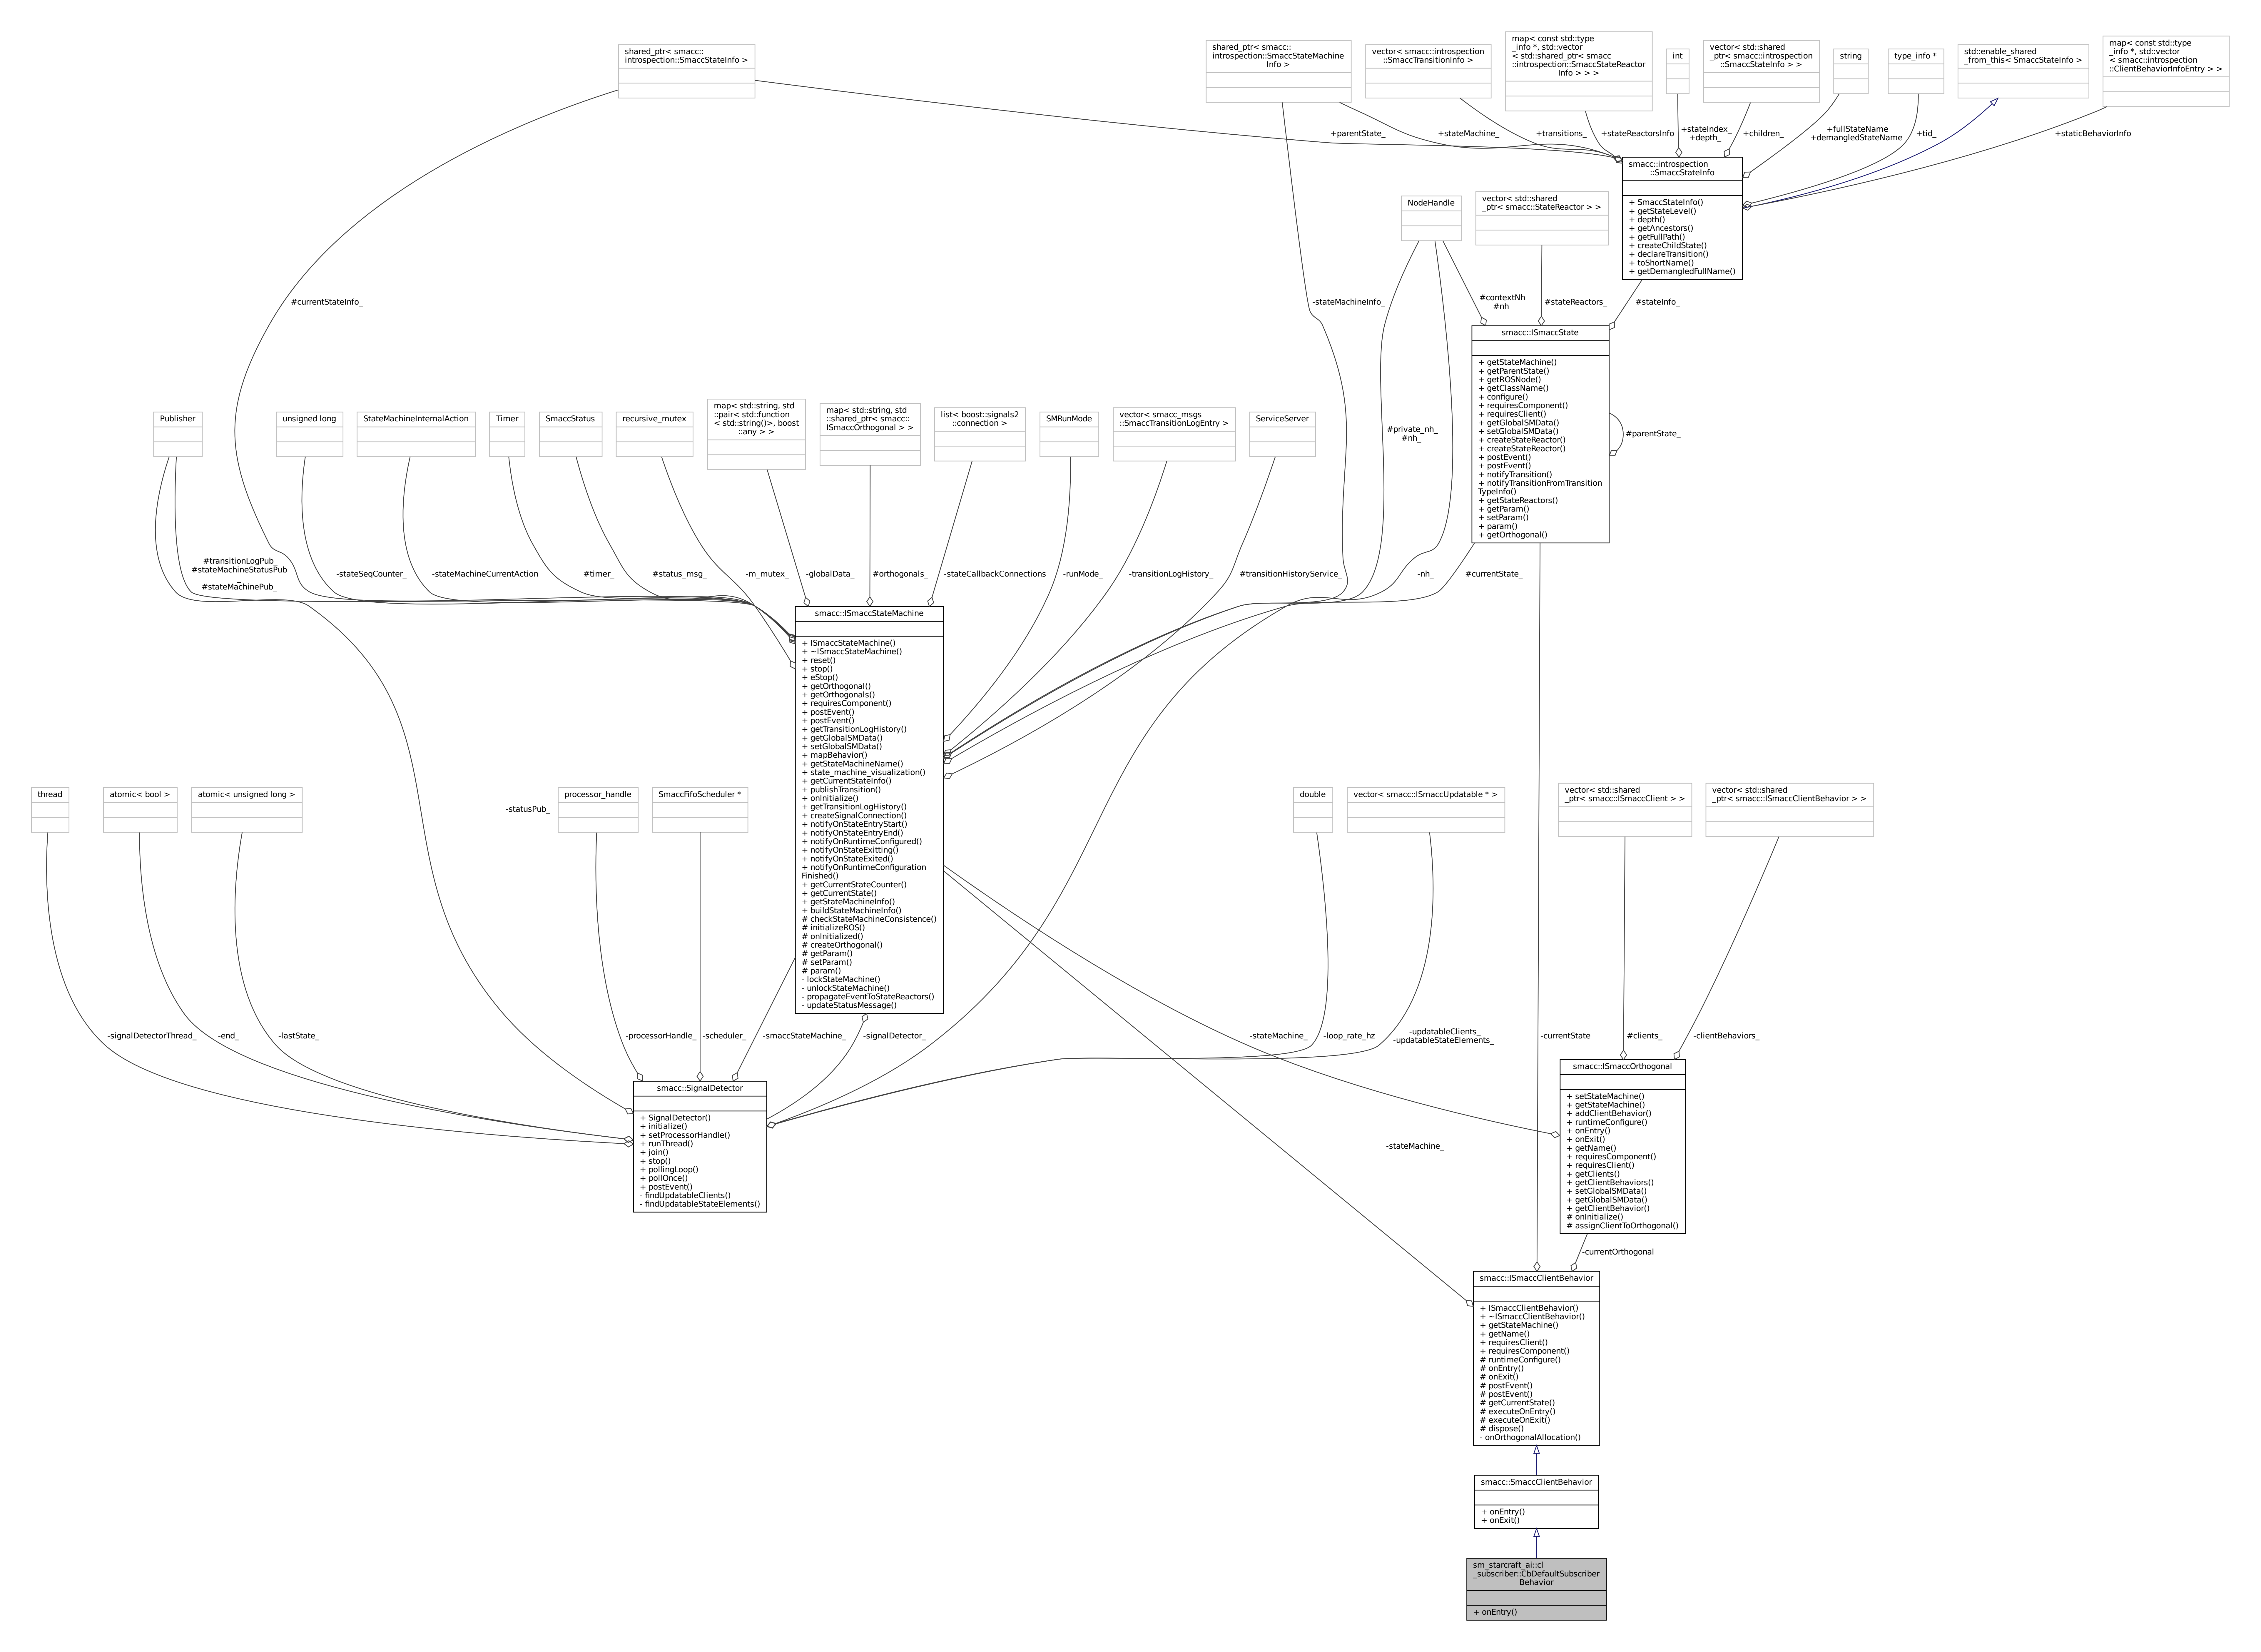 shared_ptr< smacc::
introspection::SmaccStateInfo >
shared_ptr< smacc::
introspection::SmaccStateMachine
Info >
vector< smacc::introspection
::SmaccTransitionInfo >
map< const std::type
_info *, std::vector
< std::shared_ptr< smacc
::introspection::SmaccStateReactor
Info > > >
int
vector< std::shared
_ptr< smacc::introspection
::SmaccStateInfo > >
string
type_info *
std::enable_shared
_from_this< SmaccStateInfo >
map< const std::type
_info *, std::vector
< smacc::introspection
::ClientBehaviorInfoEntry > >
+parentState_
+stateMachine_
+transitions_
+stateReactorsInfo
+stateIndex_
+depth_
+children_
+fullStateName
+demangledStateName
+tid_
+staticBehaviorInfo
smacc::introspection
::SmaccStateInfo
+ SmaccStateInfo()
+ getStateLevel()
+ depth()
+ getAncestors()
+ getFullPath()
+ createChildState()
+ declareTransition()
+ toShortName()
+ getDemangledFullName()
NodeHandle
vector< std::shared
_ptr< smacc::StateReactor > >
#currentStateInfo_
-stateMachineInfo_
#contextNh
#nh
#stateReactors_
#stateInfo_
smacc::ISmaccState
+ getStateMachine()
+ getParentState()
+ getROSNode()
+ getClassName()
+ configure()
+ requiresComponent()
+ requiresClient()
+ getGlobalSMData()
+ setGlobalSMData()
+ createStateReactor()
+ createStateReactor()
+ postEvent()
+ postEvent()
+ notifyTransition()
+ notifyTransitionFromTransition
TypeInfo()
+ getStateReactors()
+ getParam()
+ setParam()
+ param()
+ getOrthogonal()
#parentState_
#private_nh_
#nh_
Publisher
unsigned long
StateMachineInternalAction
Timer
SmaccStatus
recursive_mutex
map< std::string, std
::pair< std::function
< std::string()>, boost
::any > >
map< std::string, std
::shared_ptr< smacc::
ISmaccOrthogonal > >
list< boost::signals2
::connection >
SMRunMode
vector< smacc_msgs
::SmaccTransitionLogEntry >
ServiceServer
#transitionLogPub_
#stateMachineStatusPub
_
#stateMachinePub_
-stateSeqCounter_
-stateMachineCurrentAction
#timer_
#status_msg_
-m_mutex_
-globalData_
#orthogonals_
-stateCallbackConnections
-runMode_
-transitionLogHistory_
#transitionHistoryService_
-nh_
#currentState_
smacc::ISmaccStateMachine
+ ISmaccStateMachine()
+ ~ISmaccStateMachine()
+ reset()
+ stop()
+ eStop()
+ getOrthogonal()
+ getOrthogonals()
+ requiresComponent()
+ postEvent()
+ postEvent()
+ getTransitionLogHistory()
+ getGlobalSMData()
+ setGlobalSMData()
+ mapBehavior()
+ getStateMachineName()
+ state_machine_visualization()
+ getCurrentStateInfo()
+ publishTransition()
+ onInitialize()
+ getTransitionLogHistory()
+ createSignalConnection()
+ notifyOnStateEntryStart()
+ notifyOnStateEntryEnd()
+ notifyOnRuntimeConfigured()
+ notifyOnStateExitting()
+ notifyOnStateExited()
+ notifyOnRuntimeConfiguration
Finished()
+ getCurrentStateCounter()
+ getCurrentState()
+ getStateMachineInfo()
+ buildStateMachineInfo()
# checkStateMachineConsistence()
# initializeROS()
# onInitialized()
# createOrthogonal()
# getParam()
# setParam()
# param()
- lockStateMachine()
- unlockStateMachine()
- propagateEventToStateReactors()
- updateStatusMessage()
thread
atomic< bool >
atomic< unsigned long >
-statusPub_
processor_handle
SmaccFifoScheduler *
double
vector< smacc::ISmaccUpdatable * >
vector< std::shared
_ptr< smacc::ISmaccClient > >
vector< std::shared
_ptr< smacc::ISmaccClientBehavior > >
-signalDetectorThread_
-end_
-lastState_
-processorHandle_
-scheduler_
-smaccStateMachine_
-signalDetector_
-stateMachine_
-loop_rate_hz
-updatableClients_
-updatableStateElements_
-currentState
#clients_
-clientBehaviors_
smacc::SignalDetector
+ SignalDetector()
+ initialize()
+ setProcessorHandle()
+ runThread()
+ join()
+ stop()
+ pollingLoop()
+ pollOnce()
+ postEvent()
- findUpdatableClients()
- findUpdatableStateElements()
smacc::ISmaccOrthogonal
+ setStateMachine()
+ getStateMachine()
+ addClientBehavior()
+ runtimeConfigure()
+ onEntry()
+ onExit()
+ getName()
+ requiresComponent()
+ requiresClient()
+ getClients()
+ getClientBehaviors()
+ setGlobalSMData()
+ getGlobalSMData()
+ getClientBehavior()
# onInitialize()
# assignClientToOrthogonal()
-stateMachine_
-currentOrthogonal
smacc::ISmaccClientBehavior
+ ISmaccClientBehavior()
+ ~ISmaccClientBehavior()
+ getStateMachine()
+ getName()
+ requiresClient()
+ requiresComponent()
# runtimeConfigure()
# onEntry()
# onExit()
# postEvent()
# postEvent()
# getCurrentState()
# executeOnEntry()
# executeOnExit()
# dispose()
- onOrthogonalAllocation()
smacc::SmaccClientBehavior
+ onEntry()
+ onExit()
sm_starcraft_ai::cl
_subscriber::CbDefaultSubscriber
Behavior
+ onEntry()